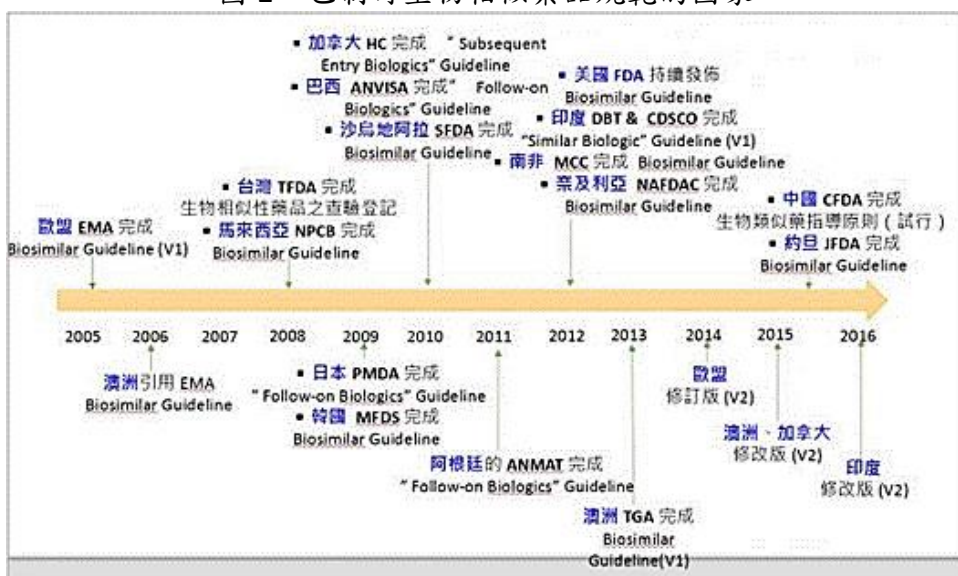 ▪ 加拿大 HC 完成 “ Subsequent
Entry Biologics” Guideline
▪ 巴西 ANVISA 完成“ Follow-on
Biologics” Guideline
▪ 沙烏地阿拉 SFDA 完成
Biosimilar Guideline
▪ 美國 FDA 持續發佈
Biosimilar Guideline
▪ 印度 DBT & CDSCO 完成
“Similar Biologic” Guideline (V1)
▪ 南非 MCC 完成 Biosimilar Guideline
▪ 奈及利亞 NAFDAC 完成
Biosimilar Guideline
▪ 台灣 TFDA 完成
生物相似性藥品之查驗登記
▪ 馬來西亞 NPCB 完成
Biosimilar Guideline
歐盟 EMA 完成
Biosimilar Guideline (V1)
▪ 中國 CFDA 完成
生物類似藥指導原則 ( 試行 )
▪ 約旦 JFDA 完成
Biosimilar Guideline
2005 2006 2007 2008 2009 2010 2011 2012 2013 2014 2015 2016
澳洲引用 EMA
Biosimilar Guideline
▪ 日本 PMDA 完成
“ Follow-on Biologics” Guideline
▪ 韓國 MFDS 完成
Biosimilar Guideline
阿根廷的 ANMAT 完成
“ Follow-on Biologics” Guideline
澳洲 TGA 完成
Biosimilar
Guideline(V1)
歐盟
修訂版 (V2)
澳洲、加拿大
修改版 (V2)
印度
修改版 (V2)